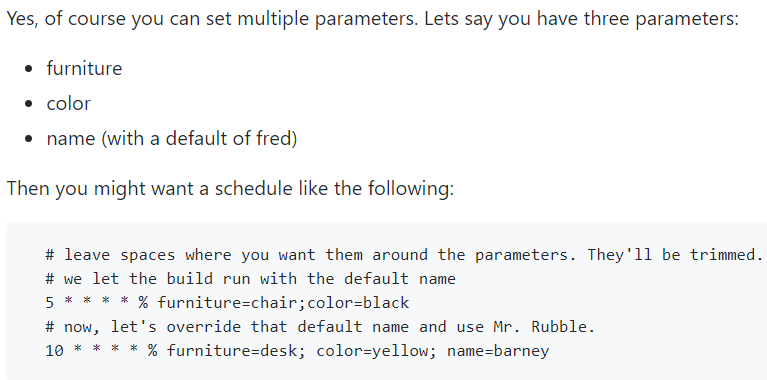 Yes, of course you can set multiple parameters. Lets say you have three parameters:
• furniture
• color
• name (with a default of fred)
Then you might want a schedule like the following:
# leave spaces where you want them around the parameters. They'll be trimmed.
# we let the build run with the default name
5 * * * * % furniture=chair;color=black
# now, let's override that default name and use Mr. Rubble.
10 * * * * % furniture=desk; color=yellow; name=barney